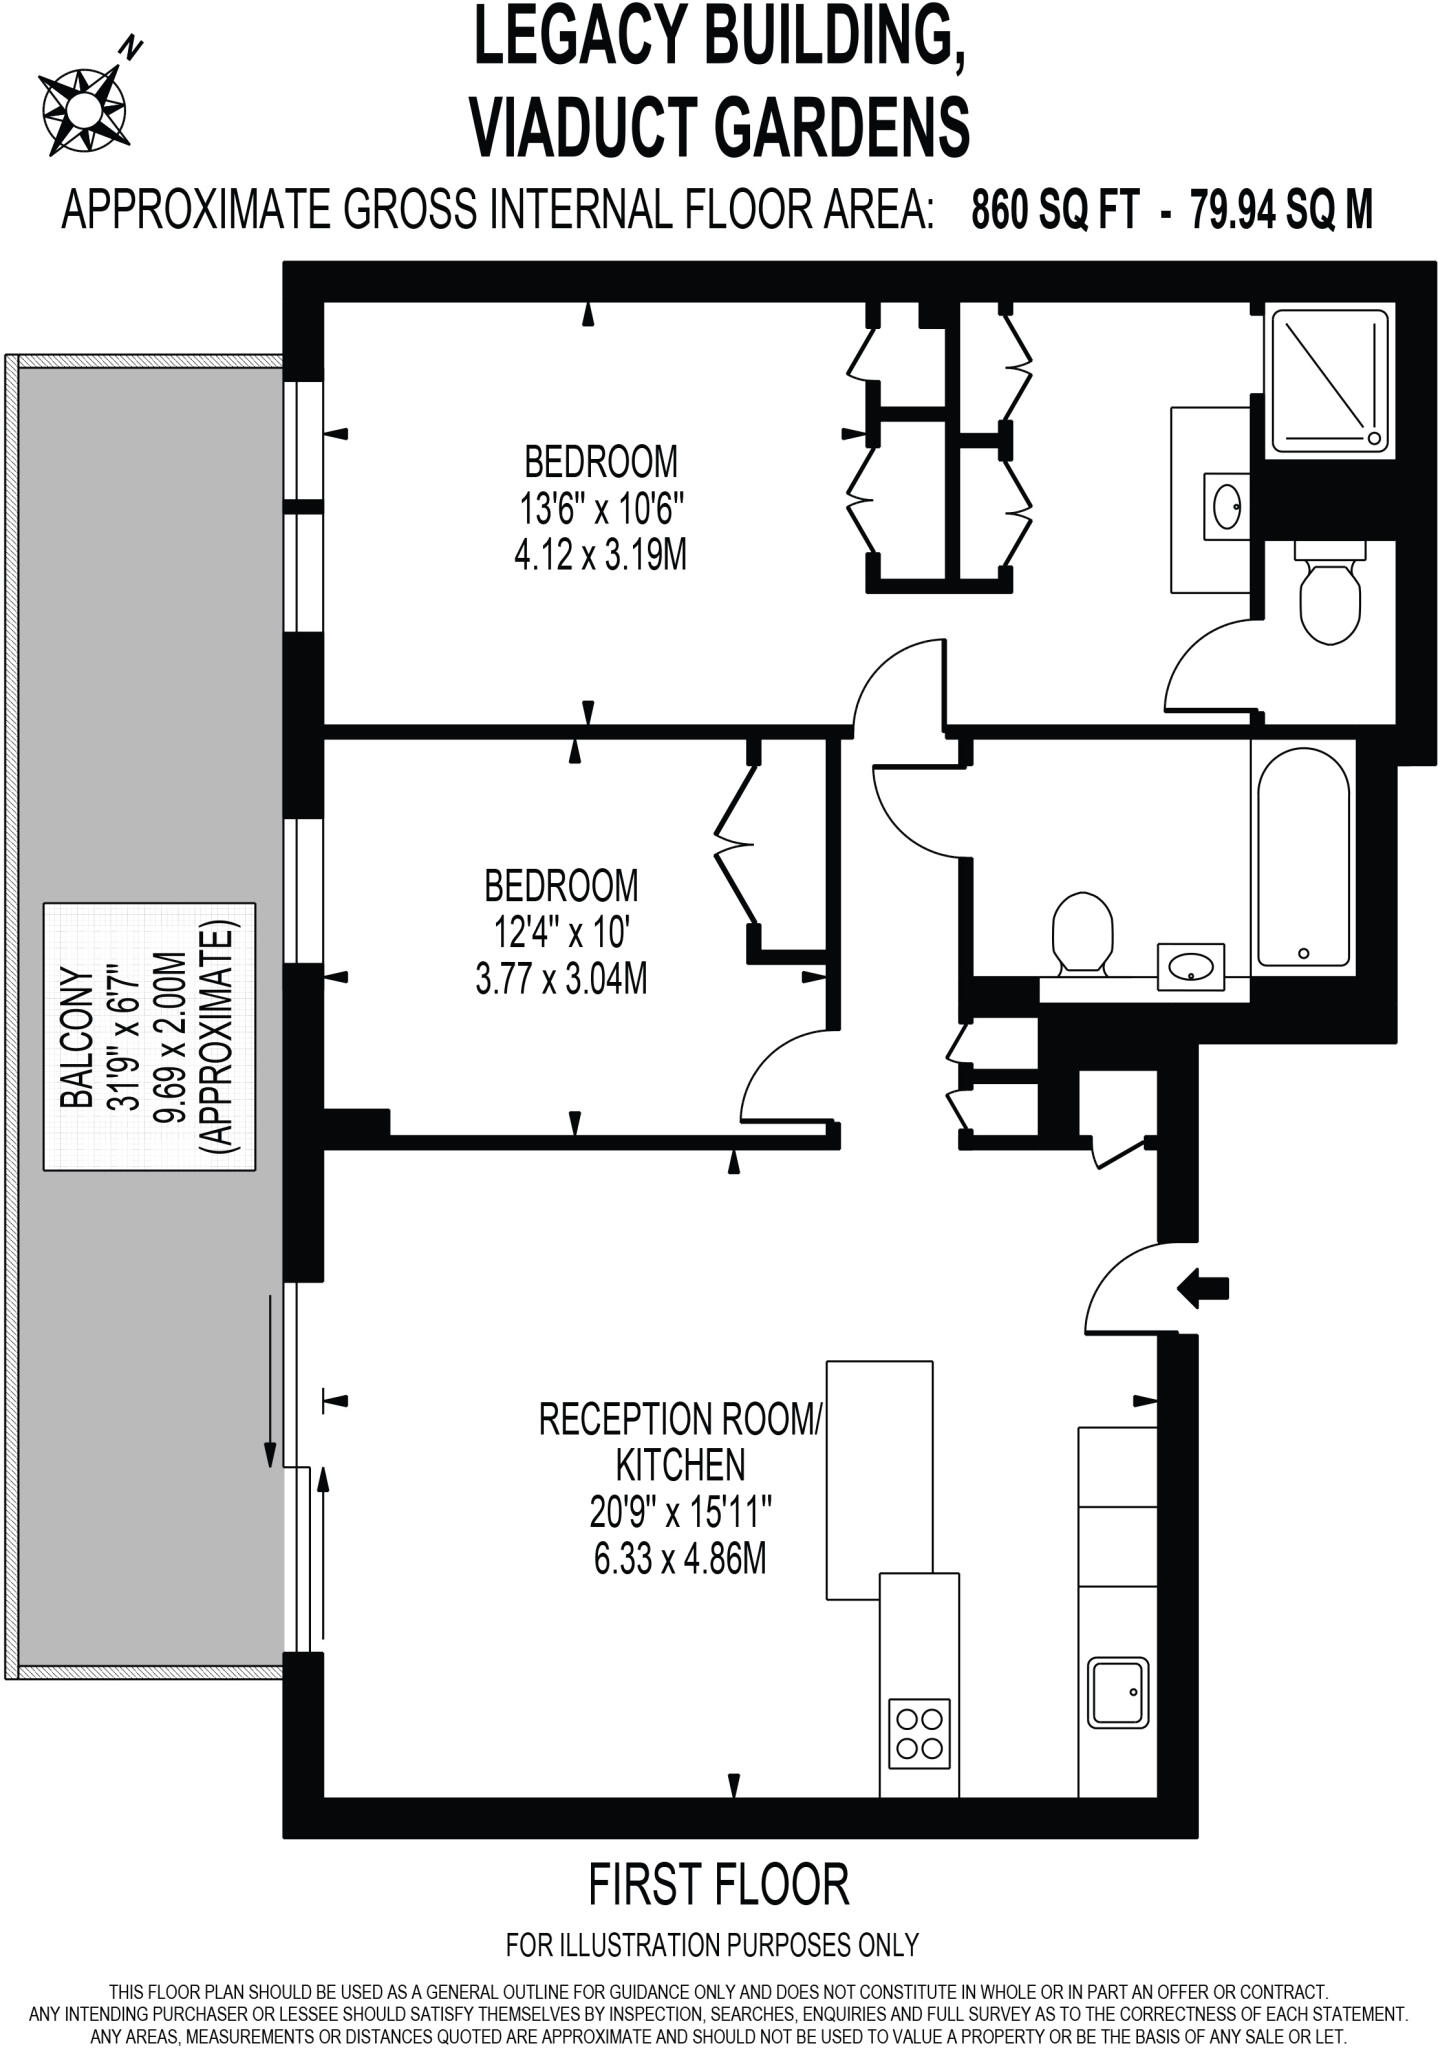 N
LEGACY BUILDING,
VIADUCT GARDENS
APPROXIMATE GROSS INTERNAL FLOOR AREA: 860 SQ FT - 79.94 SQ M
BEDROOM
13'6" x 10'6"
4.12 x 3.19M
BEDROOM
12'4" x 10'
3.77 x 3.04M
BALCONY
31'9" x 6'7"
9.69 x 2.00M
(APPROXIMATE)
RECEPTION ROOM/
KITCHEN
20'9" x 15'11"
6.33 x 4.86M
FIRST FLOOR
FOR ILLUSTRATION PURPOSES ONLY
THIS FLOOR PLAN SHOULD BE USED AS A GENERAL OUTLINE FOR GUIDANCE ONLY AND DOES NOT CONSTITUTE IN WHOLE OR IN PART AN OFFER OR CONTRACT.
ANY INTENDING PURCHASER OR LESSEE SHOULD SATISFY THEMSELVES BY INSPECTION, SEARCHES, ENQUIRIES AND FULL SURVEY AS TO THE CORRECTNESS OF EACH STATEMENT.
ANY AREAS, MEASUREMENTS OR DISTANCES QUOTED ARE APPROXIMATE AND SHOULD NOT BE USED TO VALUE A PROPERTY OR BE THE BASIS OF ANY SALE OR LET.